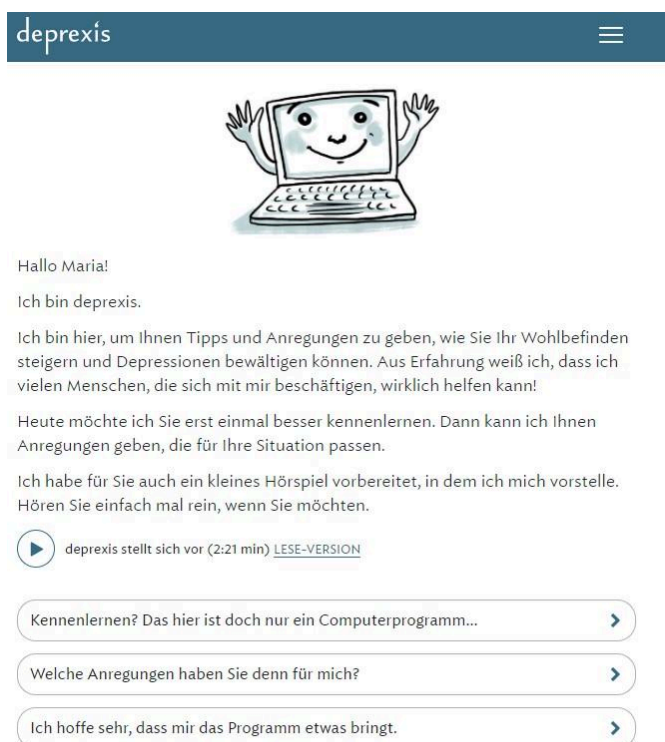 deprexis
Hallo Maria!
Ich bin deprexis.
Ich bin hier, um Ihnen Tipps und Anregungen zu geben, wie Sie Ihr Wohlbefinden
steigern und Depressionen bewältigen können. Aus Erfahrung weiß ich, dass ich
vielen Menschen, die sich mit mir beschäftigen, wirklich helfen kann!
Heute möchte ich Sie erst einmal besser kennenlernen. Dann kann ich Ihnen
Anregungen geben, die für Ihre Situation passen.
Ich habe für Sie auch ein kleines Hörspiel vorbereitet, in dem ich mich vorstelle.
Hören Sie einfach mal rein, wenn Sie möchten.
deprexis stellt sich vor (2:21 min) LESE-VERSION
Kennenlernen? Das hier ist doch nur ein Computerprogramm...
Welche Anregungen haben Sie denn für mich?
Ich hoffe sehr, dass mir das Programm etwas bringt.